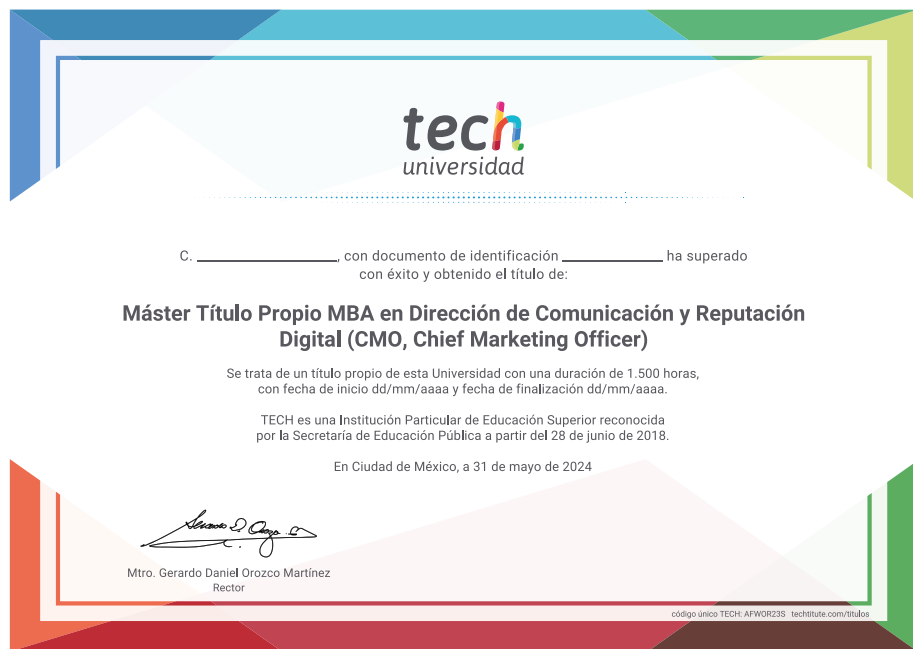 tech
universidad
C. ____________________, con documento de identificación ______________ ha superado
con éxito y obtenido el título de:
Máster Título Propio MBA en Dirección de Comunicación y Reputación
Digital (CMO, Chief Marketing Officer)
Se trata de un título propio de esta Universidad con una duración de 1.500 horas,
con fecha de inicio dd/mm/aaaa y fecha de finalización dd/mm/aaaa.
TECH es una Institución Particular de Educación Superior reconocida
por la Secretaría de Educación Pública a partir del 28 de junio de 2018.
En Ciudad de México, a 31 de mayo de 2024
Mtro. Gerardo Daniel Orozco Martínez
Rector
código único TECH: AFWOR23S techtitute.com/titulos